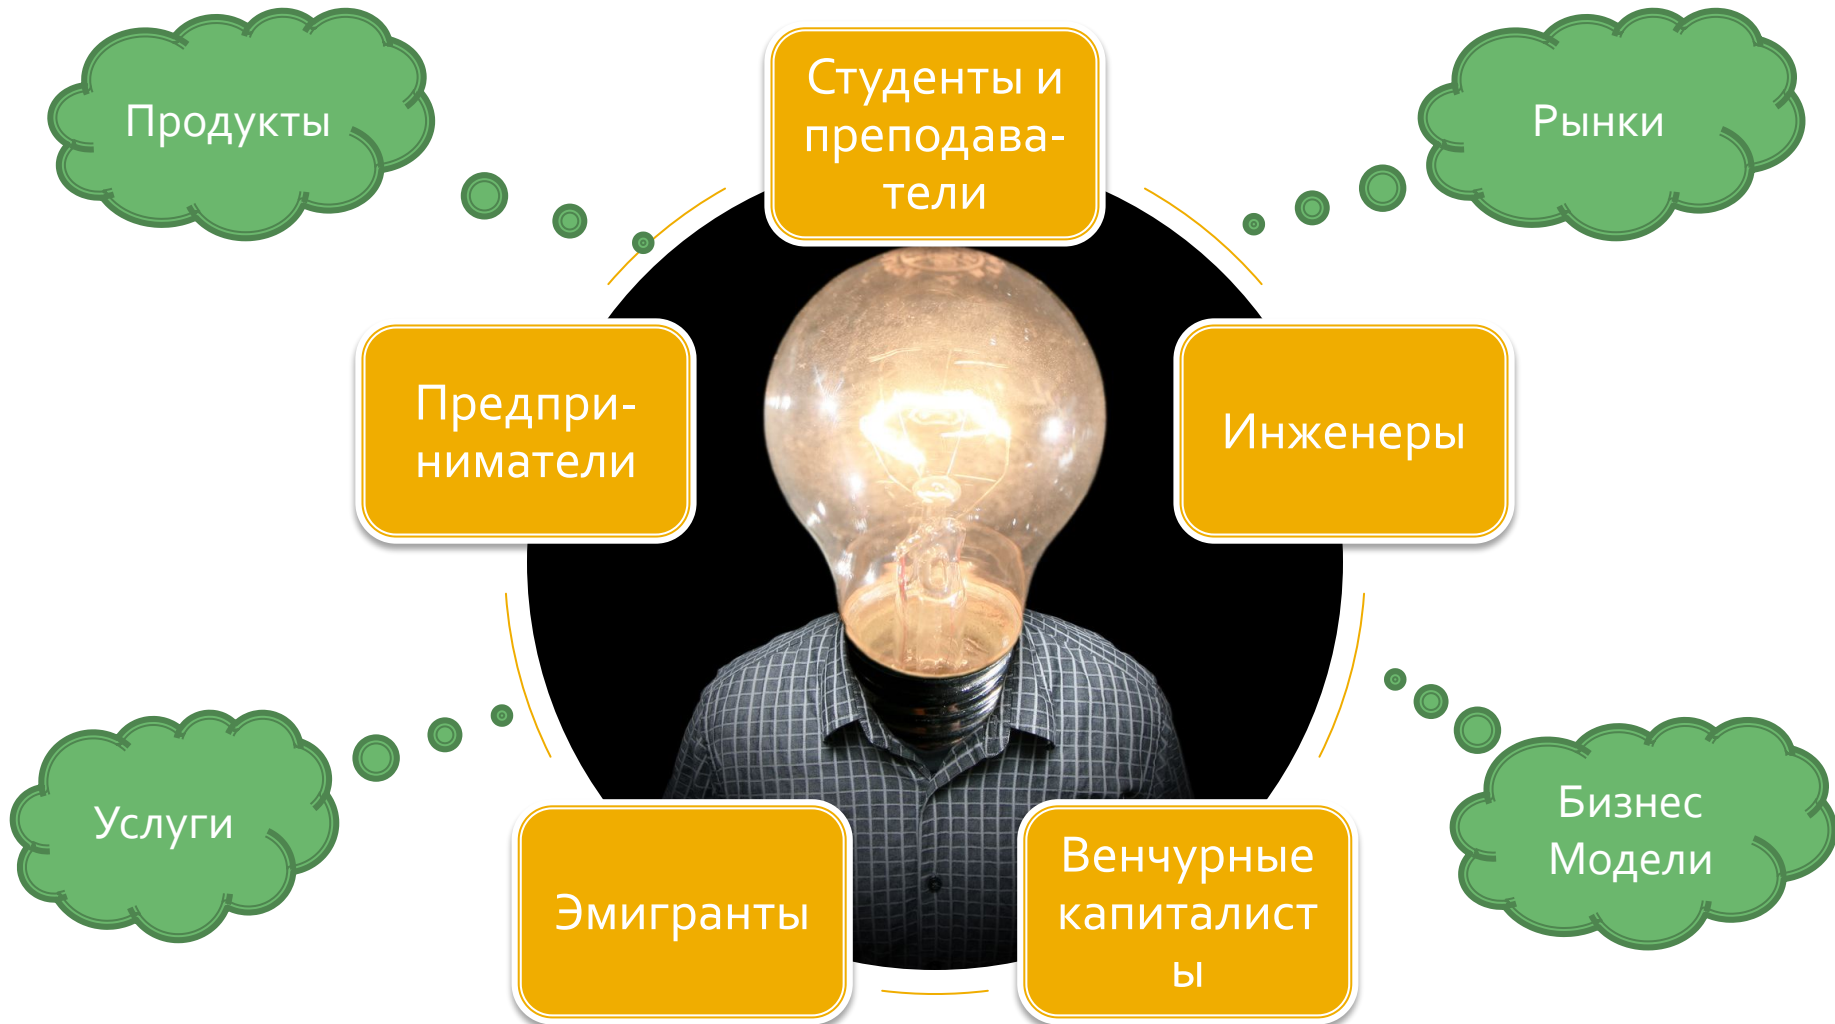 Продукты
Студенты и
преподава-
тели
Рынки
Предпри-
ниматели
Инженеры
Услуги
Бизнес
Модели
Эмигранты
Венчурные
капиталист
ы